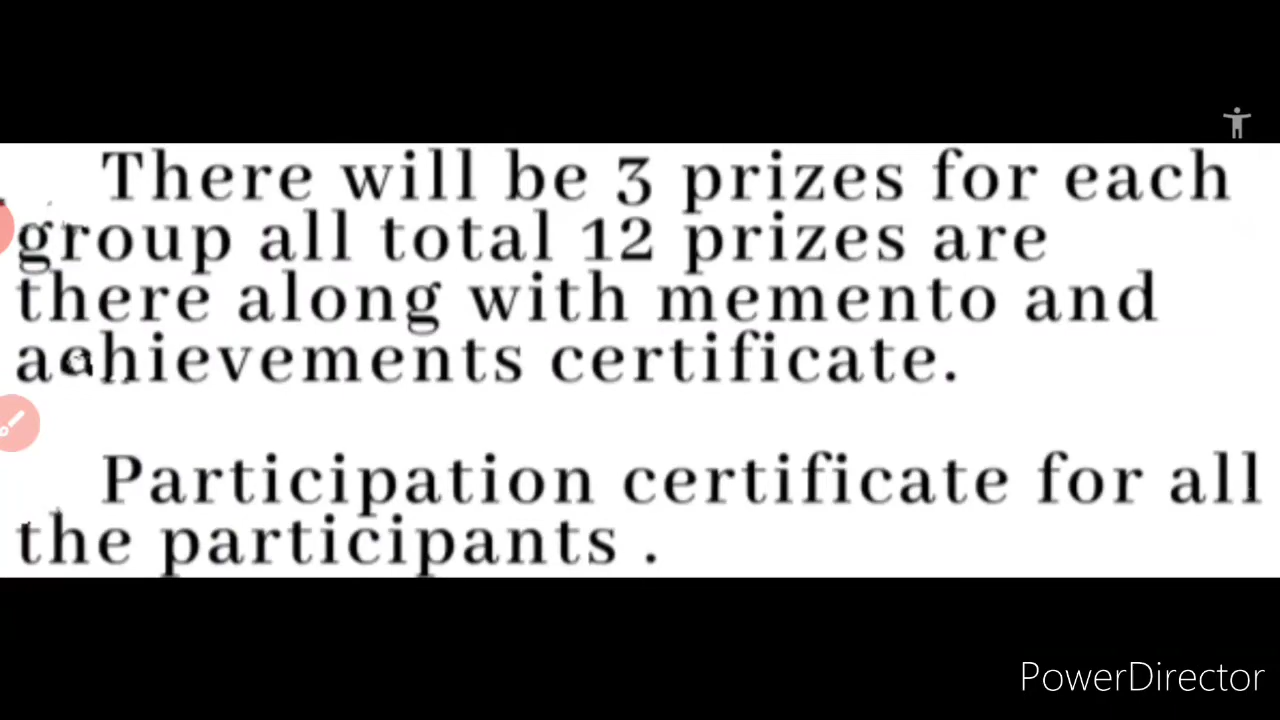 There will be 3 prizes for each
group all total 12 prizes are
there along with memento and
achievements certificate.
Participation certificate for all
the participants .
PowerDirector